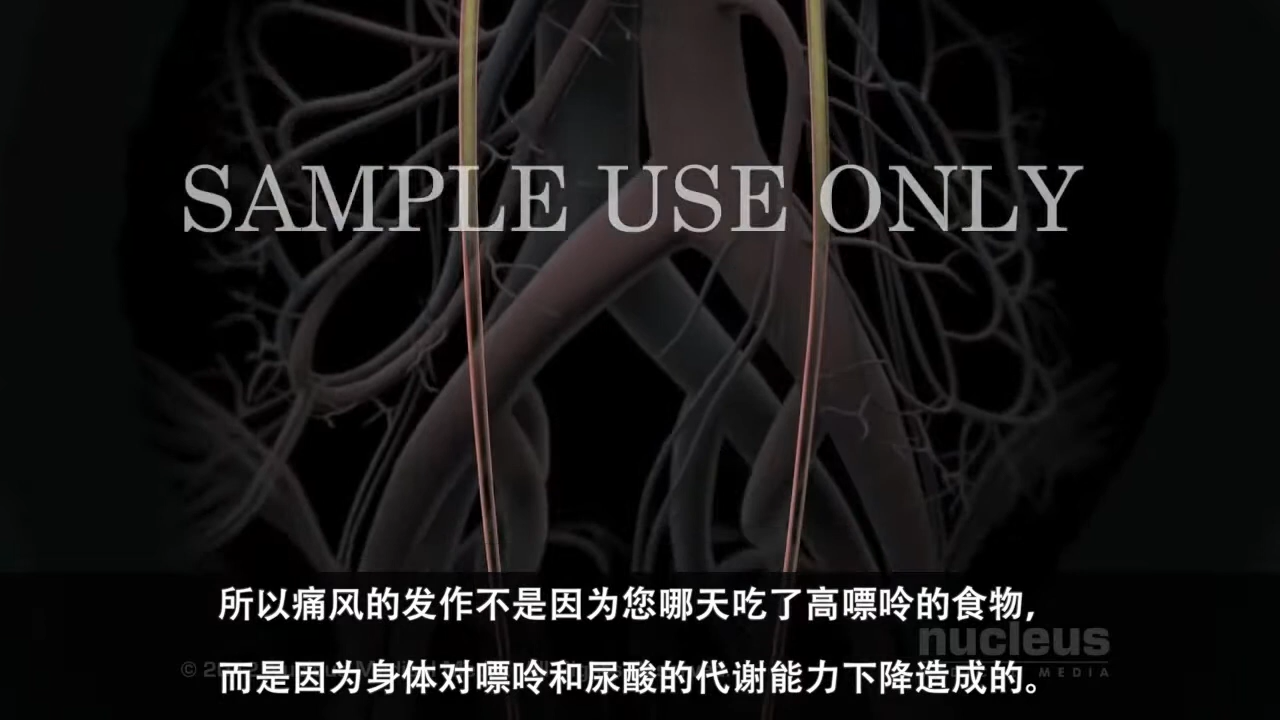 SAMPLE USE ONLY
所以痛风的发作不是因为您哪天吃了高嘌呤的食物,
nucleus
而是因为身体对嘌呤和尿酸的代谢能力下降造成的。
MEDIA